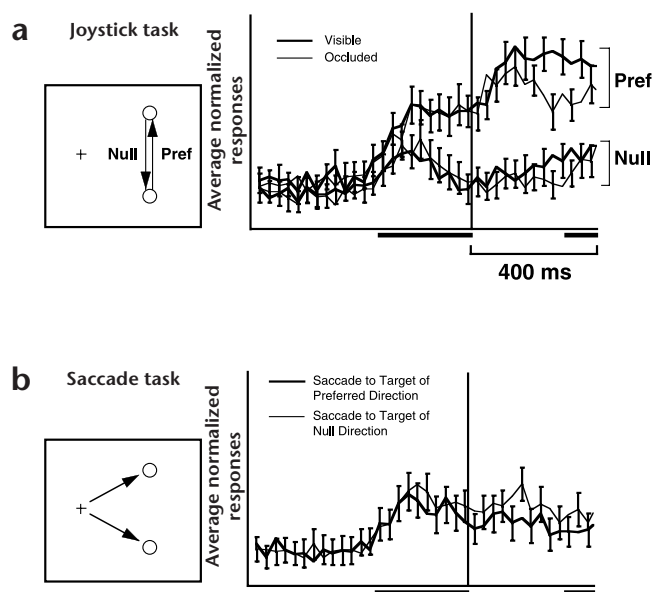 a
Joystick task
+
Null
Pref
Average normalized
responses
Visible
Occluded
Pref
Null
400 ms
b
Saccade task
+
Average normalized
responses
Saccade to Target of
Preferred Direction
Saccade to Target of
Null Direction